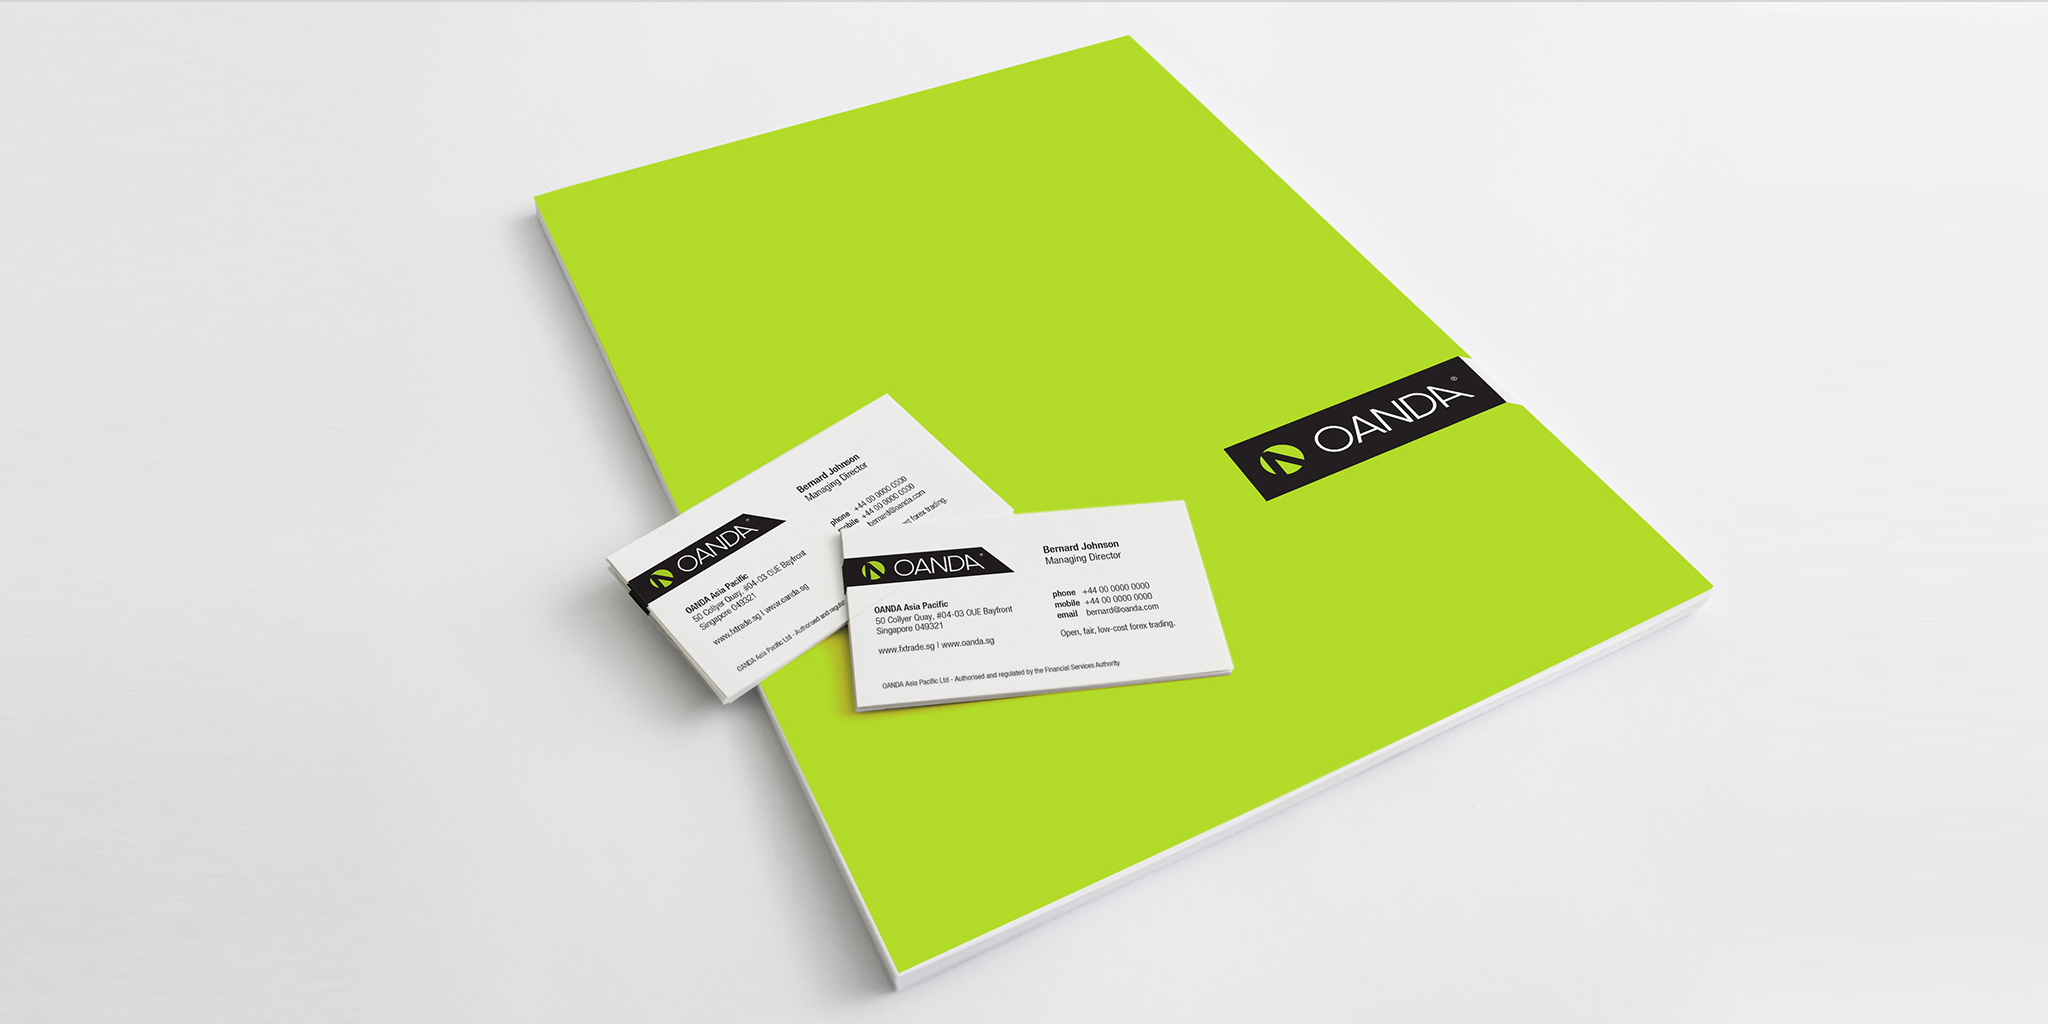 OANDA®
Bernard Johnson
Managing Director
phone +44 00 0000 0000
mobile +44 00 0000 0000
bernard@oanda.com
forex trading.
OANDA®
OANDA Asia Pacific
50 Collyer Quay, #04-03 OUE Bayfront
Singapore 049321
www.fxtrade.sg | www.oanda.sg
OANDA Asia Pacific Ltd - Authorised and regula
OANDA®
Bernard Johnson
Managing Director
phone +44 00 0000 0000
mobile +44 00 0000 0000
email bernard@oanda.com
Open, fair, low-cost forex trading.
OANDA Asia Pacific
50 Collyer Quay, #04-03 OUE Bayfront
Singapore 049321
www.fxtrade.sg | www.oanda.sg
OANDA Asia Pacific Ltd - Authorised and regulated by the Financial Services Authority